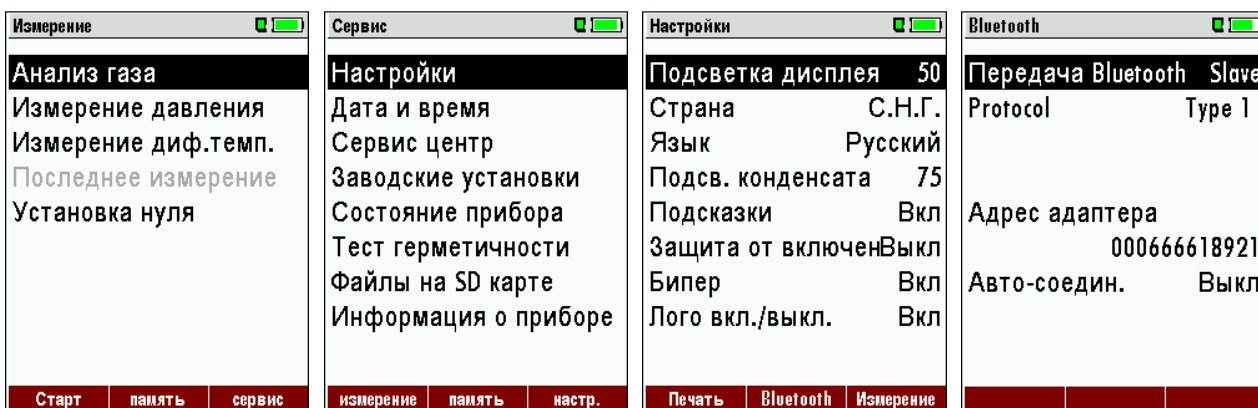 Измерение
Анализ газа
Измерение давления
Измерение диф.темп.
Последнее измерение
Установка нуля
Старт память сервис
Сервис
Настройки
Дата и время
Сервис центр
Заводские установки
Состояние прибора
Тест герметичности
Файлы на SD карте
Информация о приборе
измерение память настр.
Настройки
Подсветка дисплея 50
Страна С.Н.Г.
Язык Русский
Подсв. конденсата 75
Подсказки Вкл
Защита от включенВыкл
Бипер Вкл
Лого вкл./выкл. Вкл
Печать Bluetooth Измерение
Bluetooth
Передача Bluetooth Slave
Protocol Type 1
Адрес адаптера
000666618921
Авто-соедин. Выкл